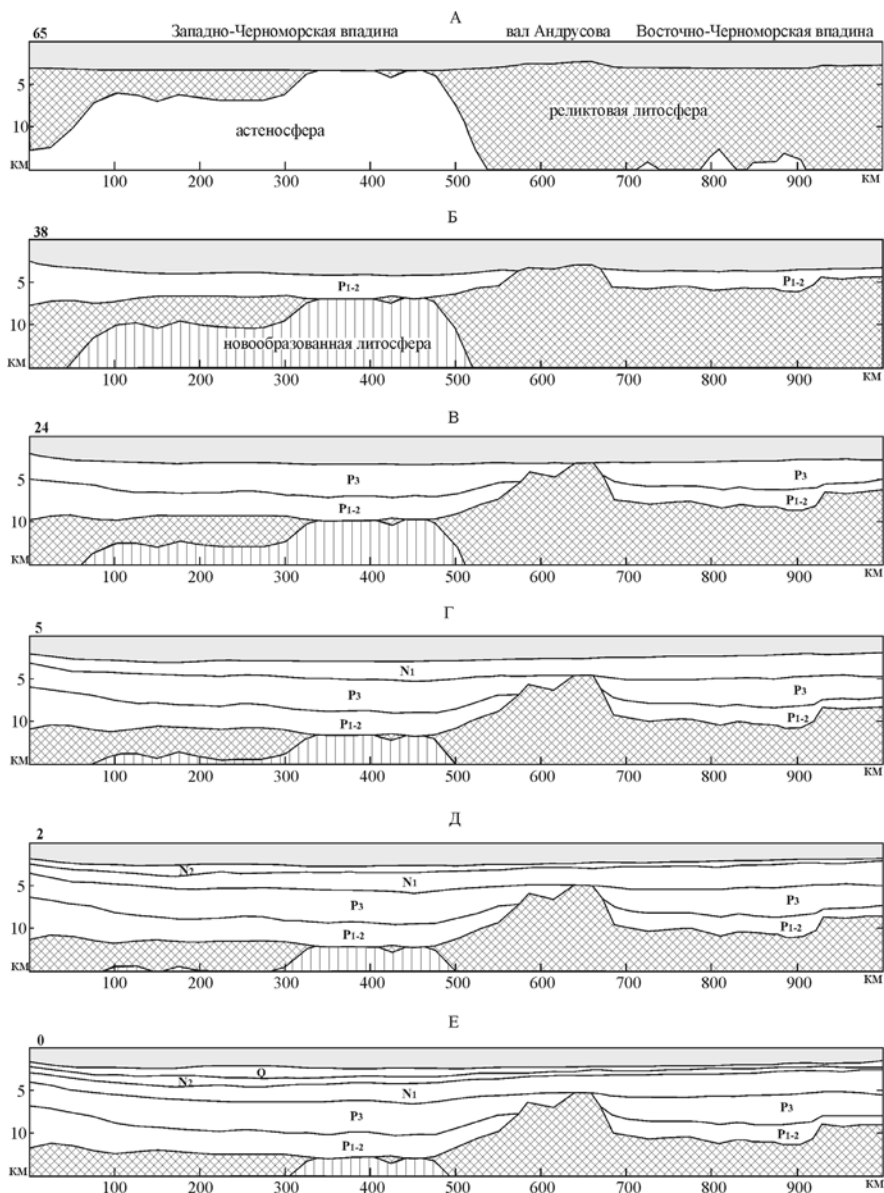 А
Западно-Черноморская впадина вал Андрусова Восточно-Черноморская впадина
65
5
реликтовая литосфера
10
астеносфера
км
км
100 200 300 400 500 600 700 800 900
Б
38
5
P1-2
P1-2
10
новообразованная литосфера
км
км
100 200 300 400 500 600 700 800 900
В
24
5
P3
P3
P1-2
P1-2
10
км
км
100 200 300 400 500 600 700 800 900
Г
5
N1
5
P3
P3
10
P1-2
P1-2
км
км
100 200 300 400 500 600 700 800 900
Д
2
N2
N1
5
P3
P3
10
P1-2
P1-2
км
км
100 200 300 400 500 600 700 800 900
Е
0
Q
N2
5
N1
P3
P3
10
P1-2
P1-2
км
км
100 200 300 400 500 600 700 800 900